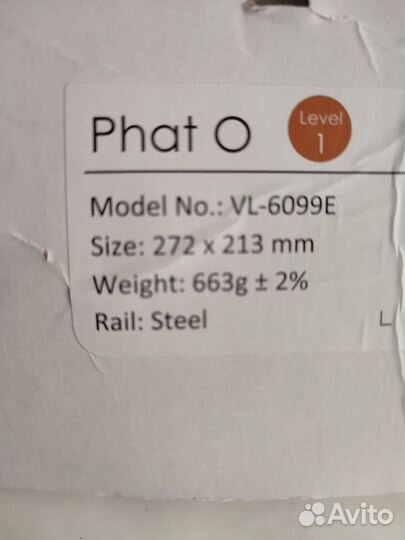 Phat O
Level
1
Model No.: VL-6099E
Size: 272 x 213 mm
Weight: 663g ± 2%
Rail: Steel
L
Avito